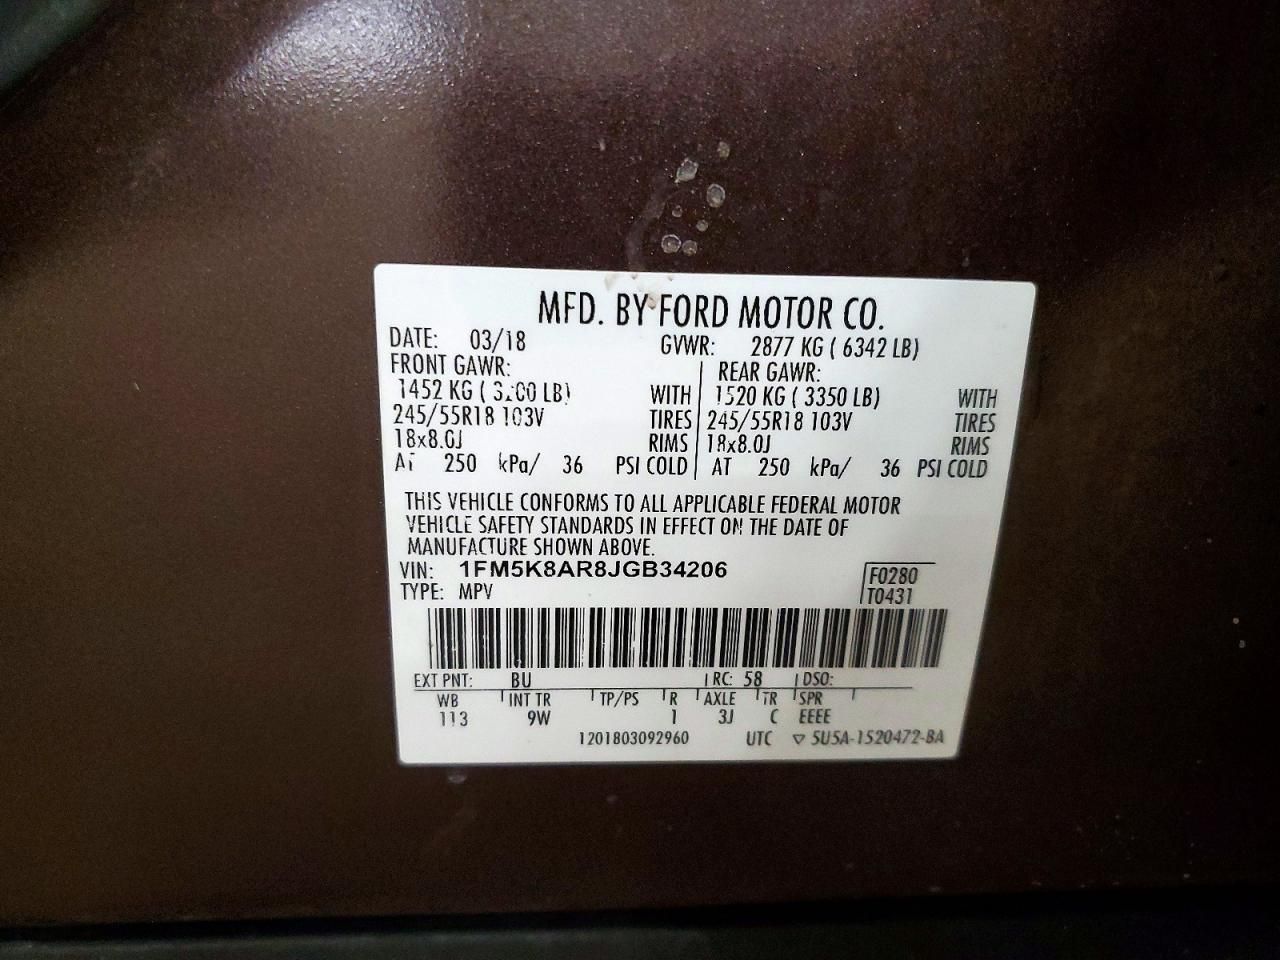 MFD. BY FORD MOTOR CO.
DATE: 03/18 GVWR: 2877 KG ( 6342 LB)
FRONT GAWR: REAR GAWR:
1452 KG ( 3200 LB) WITH 1520 KG ( 3350 LB) WITH
245/55R18 103V TIRES 245/55R18 103V TIRES
18x8.0J RIMS 18x8.0J RIMS
AT 250 kPa/ 36 PSI COLD AT 250 kPa/ 36 PSI COLD
THIS VEHICLE CONFORMS TO ALL APPLICABLE FEDERAL MOTOR
VEHICLE SAFETY STANDARDS IN EFFECT ON THE DATE OF
MANUFACTURE SHOWN ABOVE.
VIN: 1FM5K8AR8JGB34206 F0280
TYPE: MPV T0431
EXT PNT: BU RC: 58 DSO:
WB INT TR TP/PS R AXLE TR SPR
113 9W 1 3J C EEEE
1201803092960 UTC ▽ 5U5A-1520472-BA